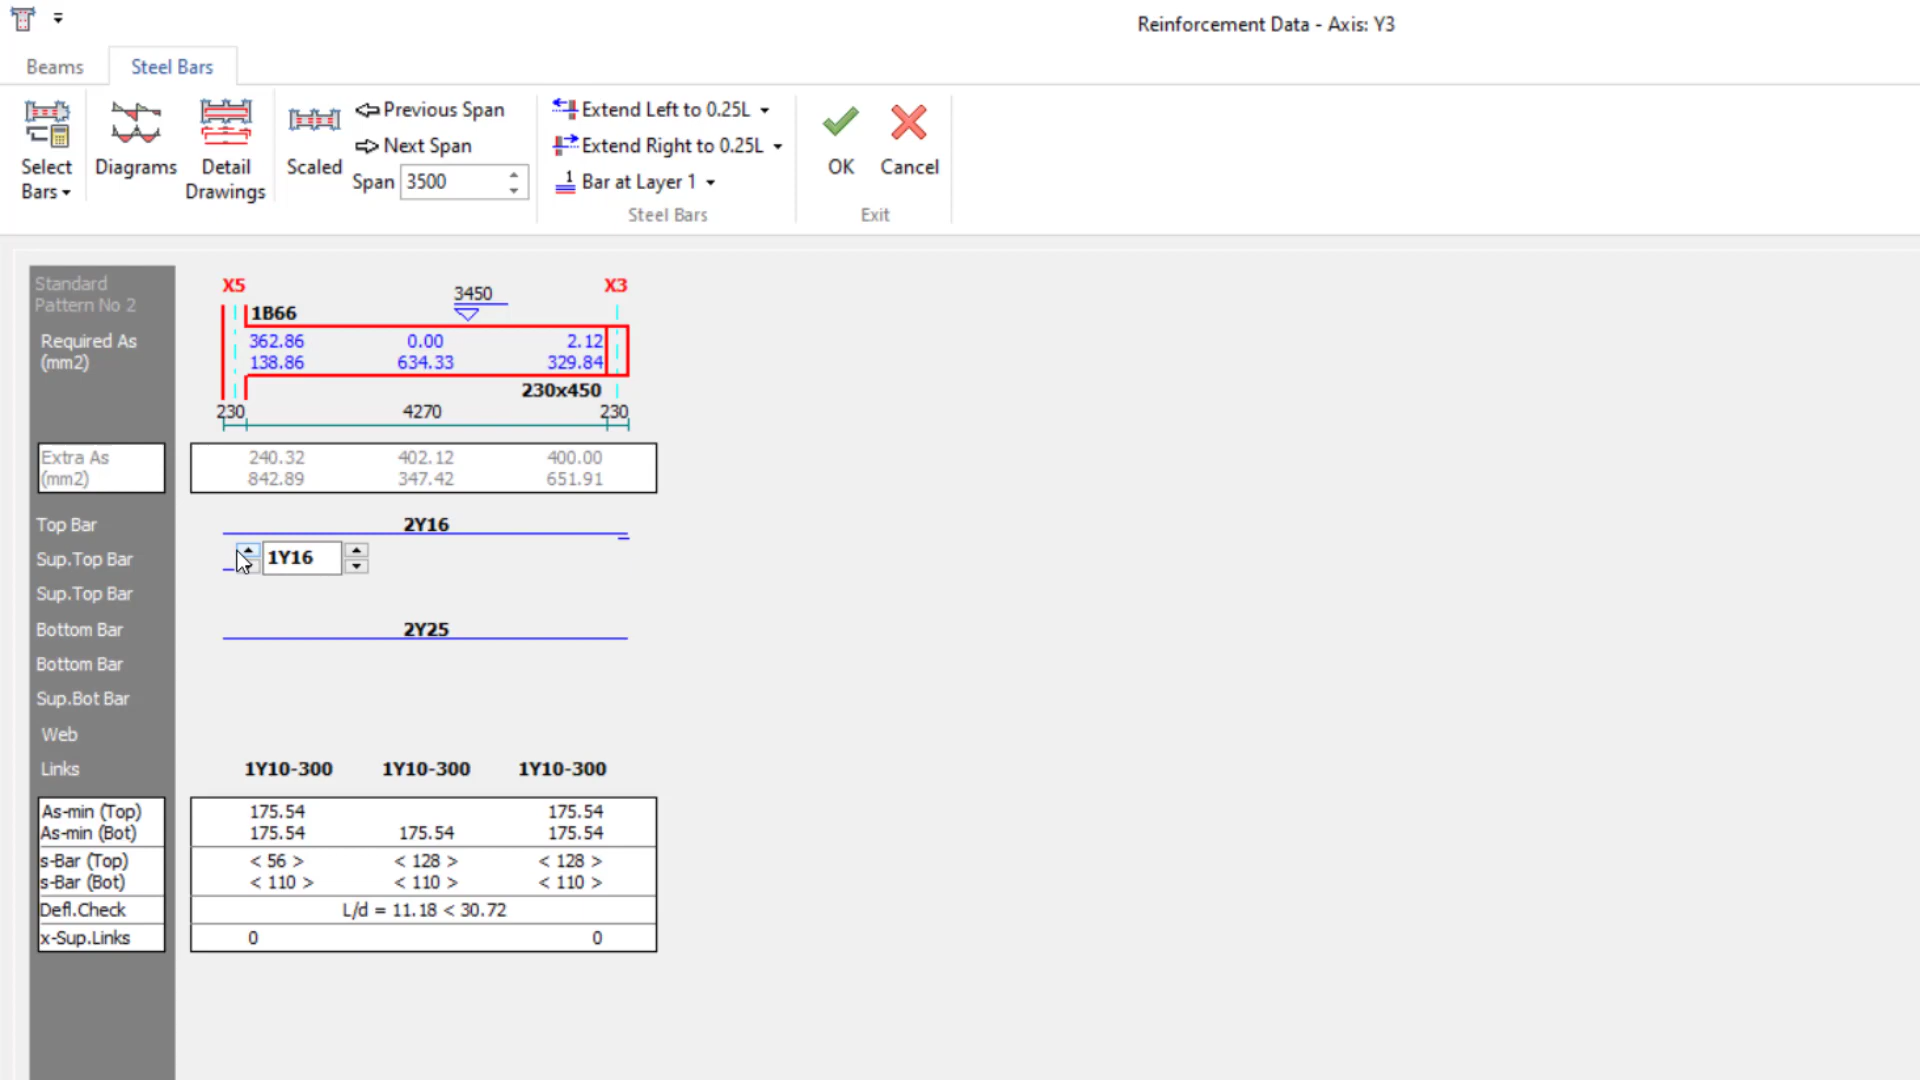 Reinforcement Data - Axis: Y3
Beams
Steel Bars
Select Bars
Diagrams
Detail Drawings
Scaled
Previous Span
Next Span
Span 3500
Extend Left to 0.25L
Extend Right to 0.25L
1 Bar at Layer 1
Steel Bars
OK
Cancel
Exit
Standard
Pattern No 2
X5
3450
X3
1B66
Required As
(mm2)
362.86 0.00 2.12
138.86 634.33 329.84
230x450
230 4270 230
Extra As
(mm2)
240.32 402.12 400.00
842.89 347.42 651.91
Top Bar 2Y16
Sup.Top Bar 1Y16
Sup.Top Bar
Bottom Bar 2Y25
Bottom Bar
Sup.Bot Bar
Web
Links 1Y10-300 1Y10-300 1Y10-300
As-min (Top) 175.54 175.54
As-min (Bot) 175.54 175.54 175.54
s-Bar (Top) < 56 > < 128 > < 128 >
s-Bar (Bot) < 110 > < 110 > < 110 >
Defl.Check L/d = 11.18 < 30.72
x-Sup.Links 0 0